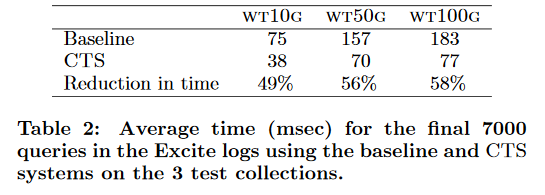 WT10G WT50G WT100G
Baseline 75 157 183
CTS 38 70 77
Reduction in time 49% 56% 58%
Table 2: Average time (msec) for the final 7000
queries in the Excite logs using the baseline and CTS
systems on the 3 test collections.